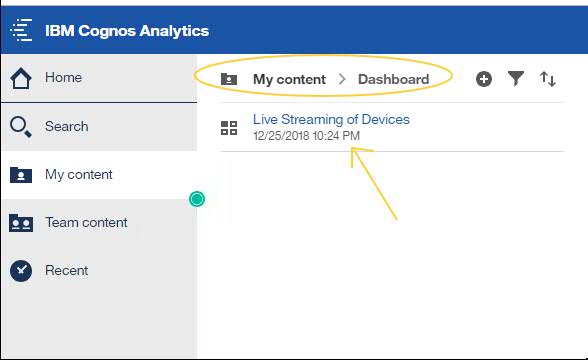 IBM Cognos Analytics
Home
Search
My content
Team content
Recent
My content > Dashboard
Live Streaming of Devices
12/25/2018 10:24 PM